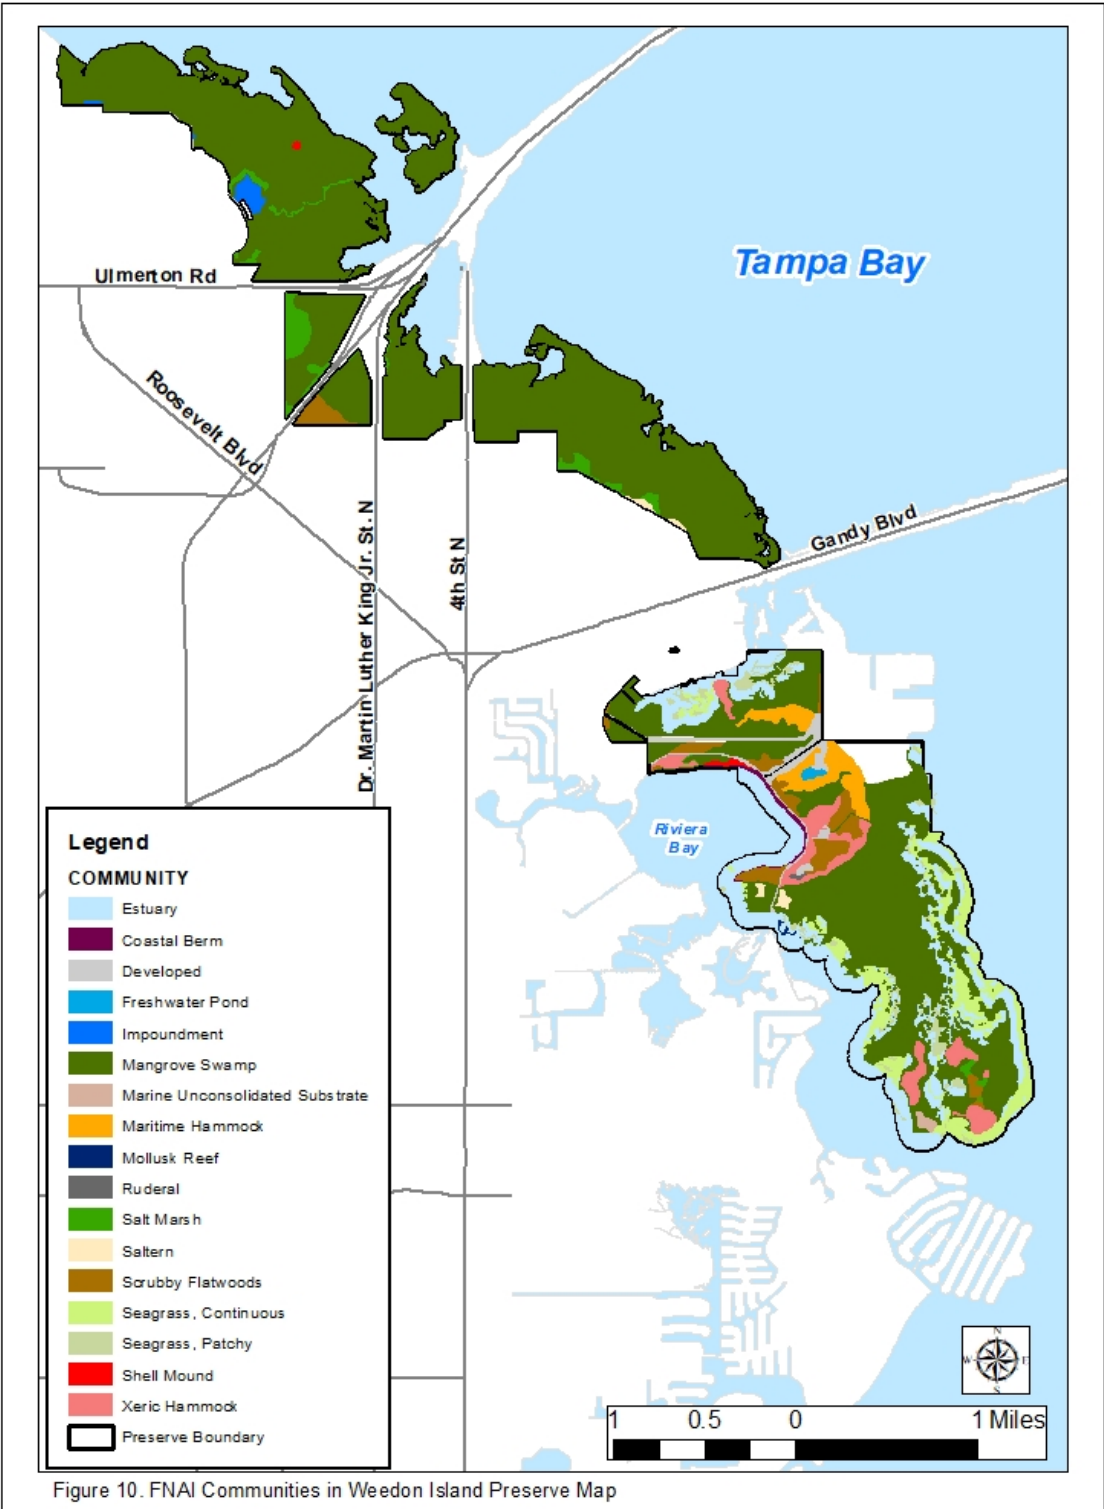 Tampa Bay
Ulmerton Rd
Roosevelt Blvd
Dr. Martin Luther King Jr. St. N
4th St N
Gandy Blvd
Riviera
Bay
Legend
COMMUNITY
Estuary
Coastal Berm
Developed
Freshwater Pond
Impoundment
Mangrove Swamp
Marine Unconsolidated Substrate
Maritime Hammock
Mollusk Reef
Ruderal
Salt Marsh
Saltern
Scrubby Flatwoods
Seagrass, Continuous
Seagrass, Patchy
Shell Mound
Xeric Hammock
Preserve Boundary
N
W E
S
1 0.5 0 1 Miles
Figure 10. FNAI Communities in Weedon Island Preserve Map